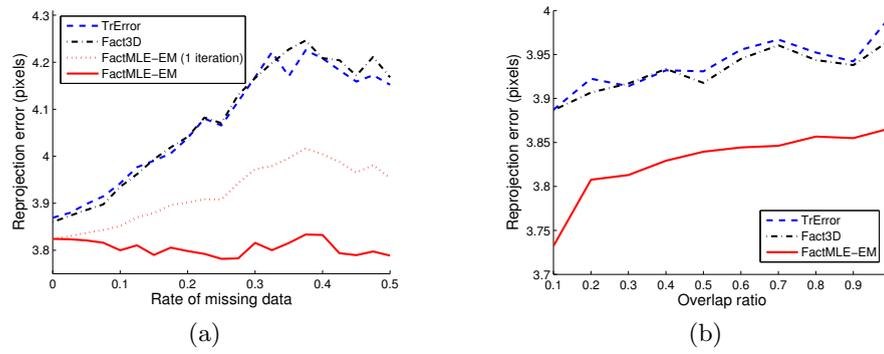 4.3
4.2
4.1
4
3.9
3.8
Reprojection error (pixels)
TrError
Fact3D
FactMLE−EM (1 iteration)
FactMLE−EM
0 0.1 0.2 0.3 0.4 0.5
Rate of missing data
(a)
4
3.95
3.9
3.85
3.8
3.75
3.7
Reprojection error (pixels)
TrError
Fact3D
FactMLE−EM
0.1 0.2 0.3 0.4 0.5 0.6 0.7 0.8 0.9
Overlap ratio
(b)